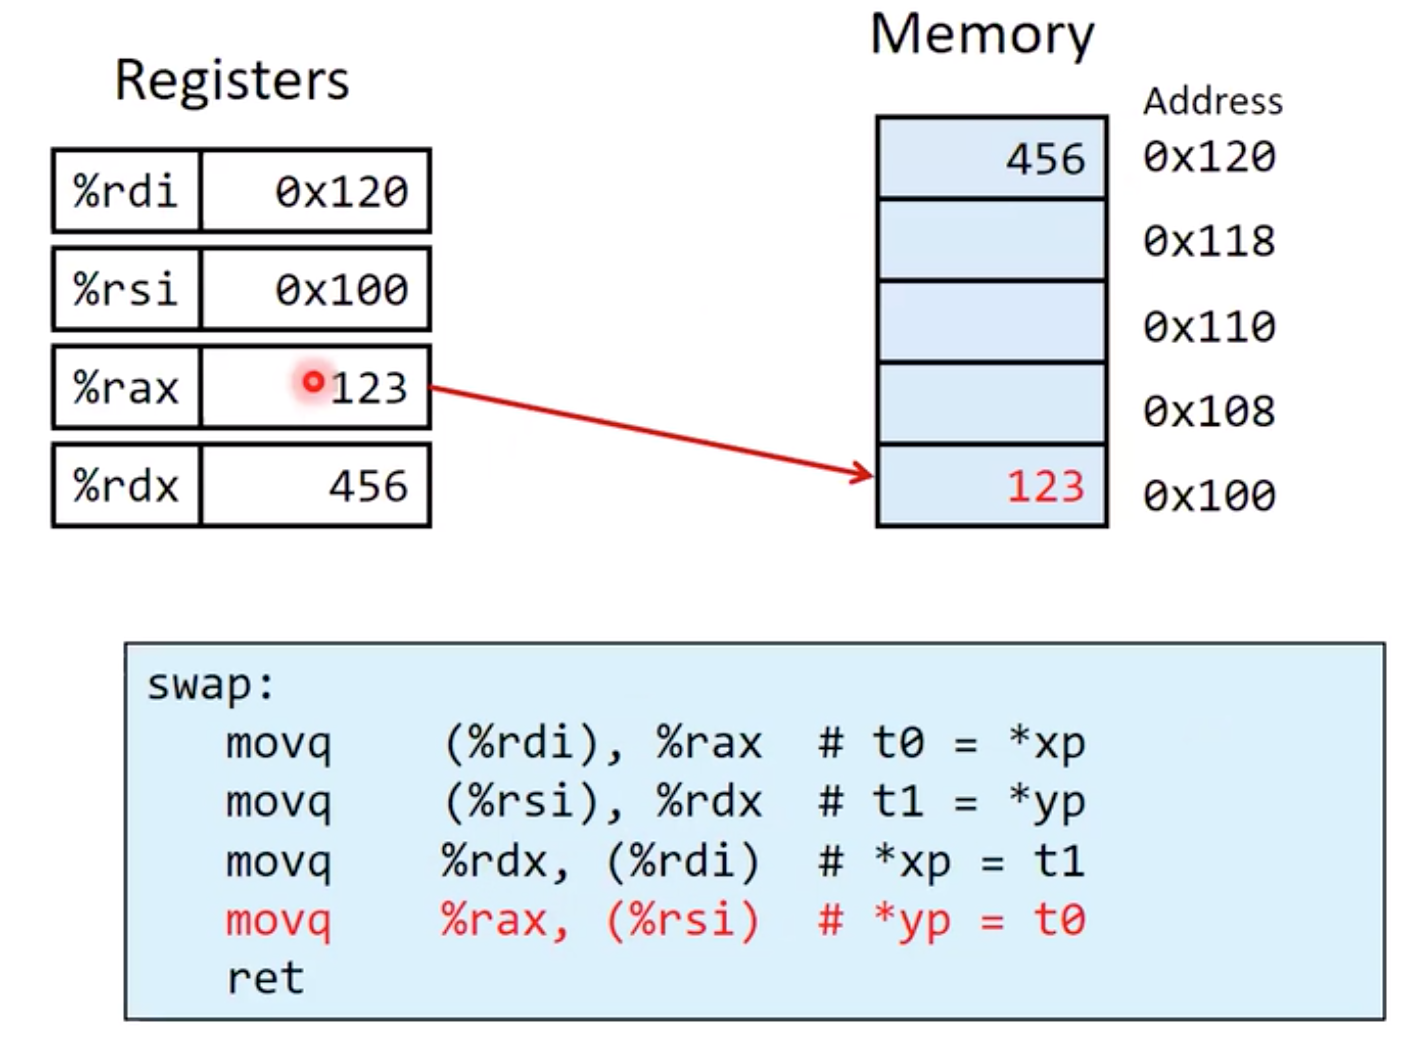 Registers
%rdi 0x120
%rsi 0x100
%rax 123
%rdx 456
Memory
Address
456 0x120
0x118
0x110
0x108
123 0x100
swap:
movq (%rdi), %rax # t0 = *xp
movq (%rsi), %rdx # t1 = *yp
movq %rdx, (%rdi) # *xp = t1
movq %rax, (%rsi) # *yp = t0
ret